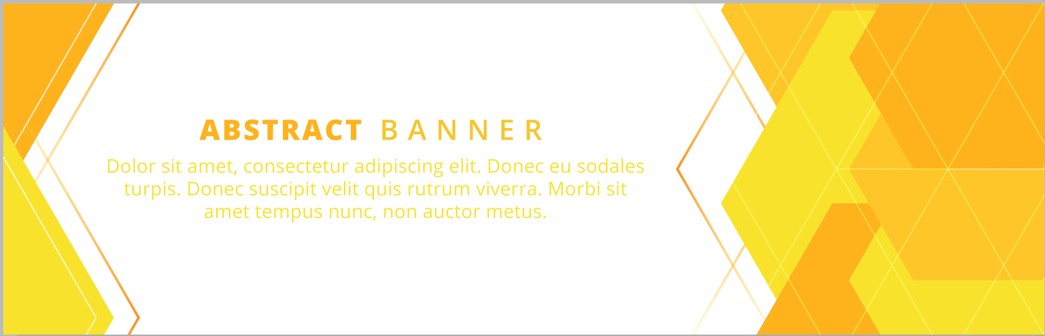 ABSTRACT BANNER
Dolor sit amet, consectetur adipiscing elit. Donec eu sodales
turpis. Donec suscipit velit quis rutrum viverra. Morbi sit
amet tempus nunc, non auctor metus.